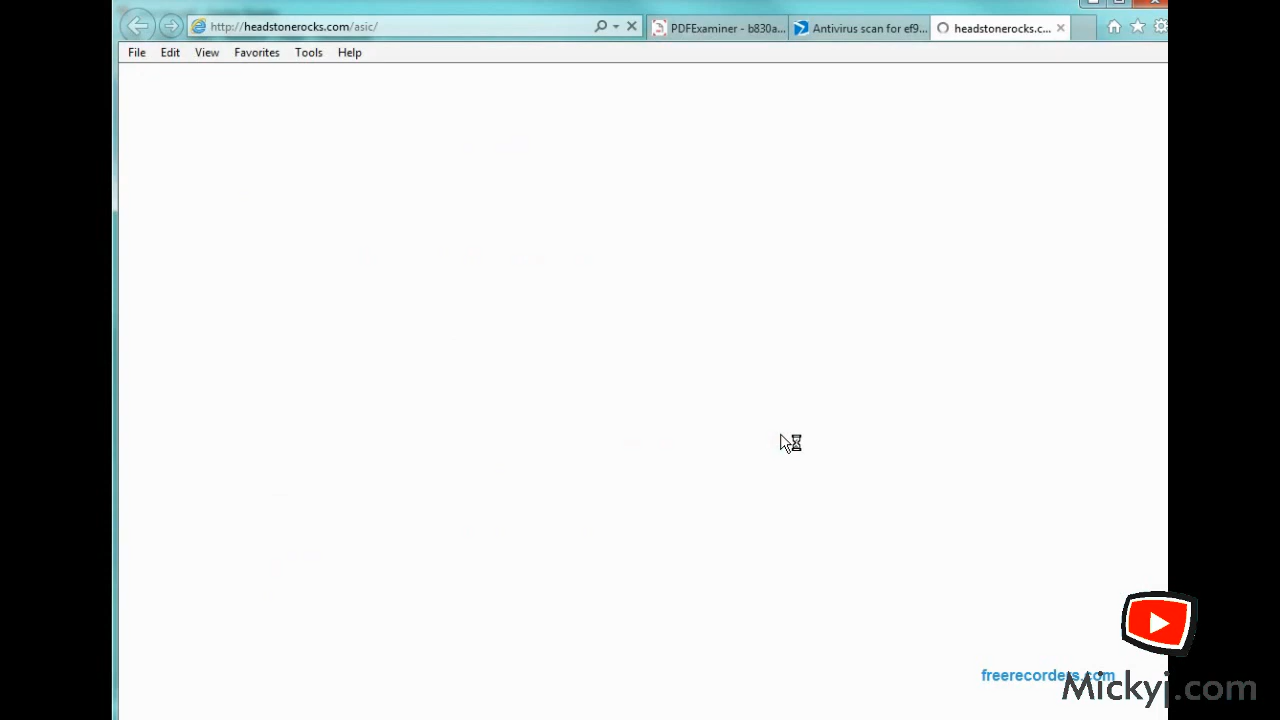 http://headstonerocks.com/asic/
PDFExaminer - b830a...
Antivirus scan for ef9...
headstonerocks.c...
File Edit View Favorites Tools Help
freerecorders.com
Mickyj.com